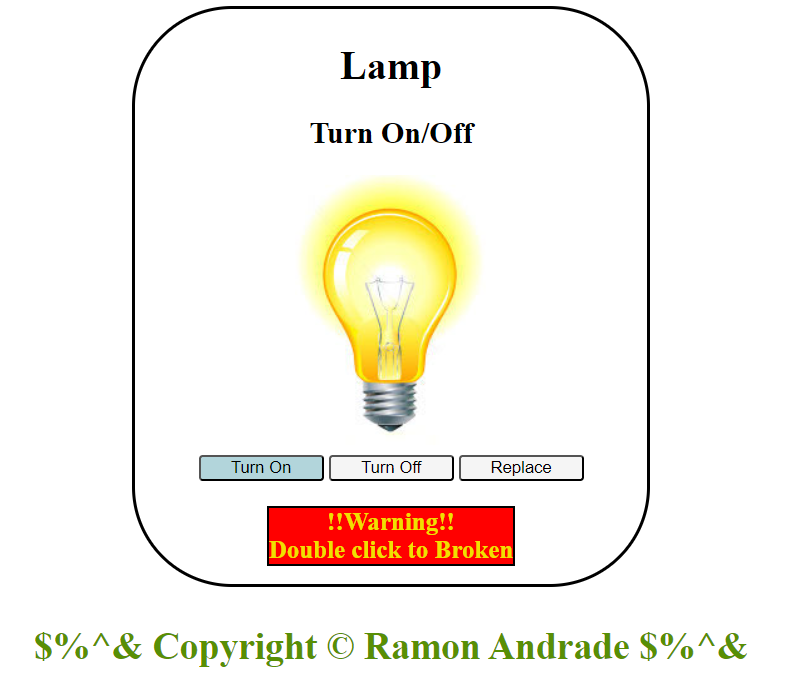 Lamp
Turn On/Off
Turn On Turn Off Replace
!!Warning!!
Double click to Broken
$%^& Copyright © Ramon Andrade $%^&